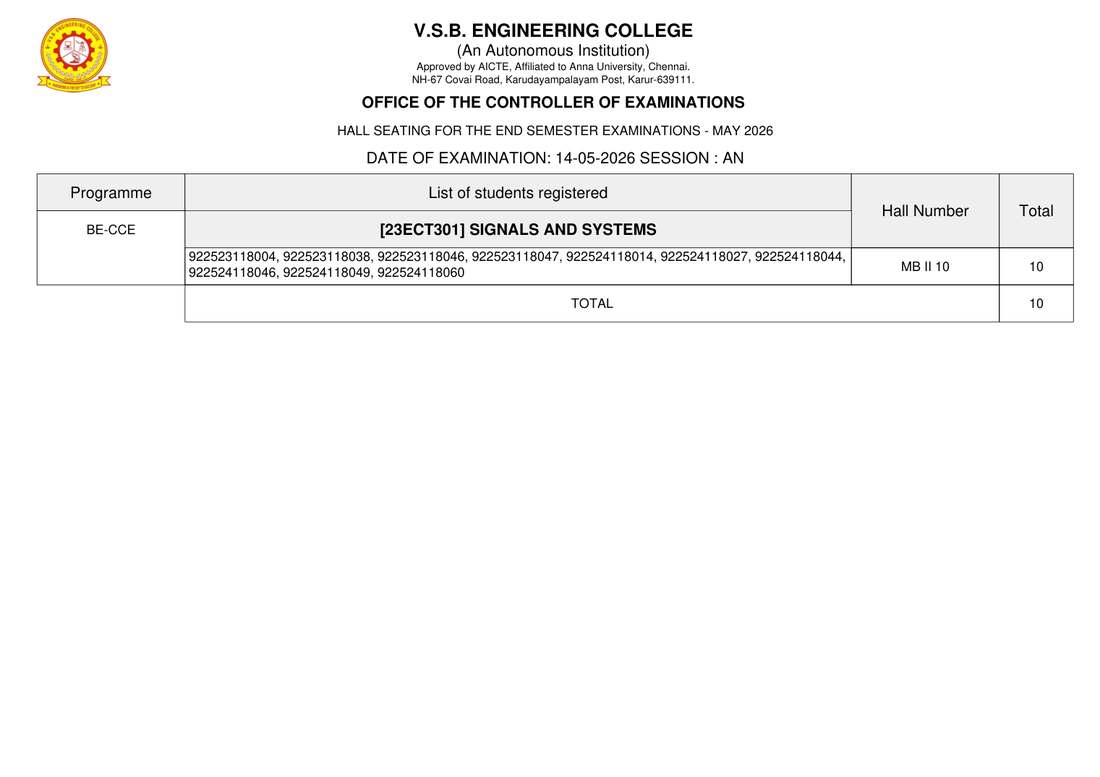 V.S.B. ENGINEERING COLLEGE
(An Autonomous Institution)
Approved by AICTE, Affiliated to Anna University, Chennai.
NH-67 Covai Road, Karudayampalayam Post, Karur-639111.
OFFICE OF THE CONTROLLER OF EXAMINATIONS
HALL SEATING FOR THE END SEMESTER EXAMINATIONS - MAY 2026
DATE OF EXAMINATION: 14-05-2026 SESSION : AN
Programme List of students registered Hall Number Total
BE-CCE [23ECT301] SIGNALS AND SYSTEMS
922523118004, 922523118038, 922523118046, 922523118047, 922524118014, 922524118027, 922524118044,
922524118046, 922524118049, 922524118060
MB II 10 10
TOTAL 10